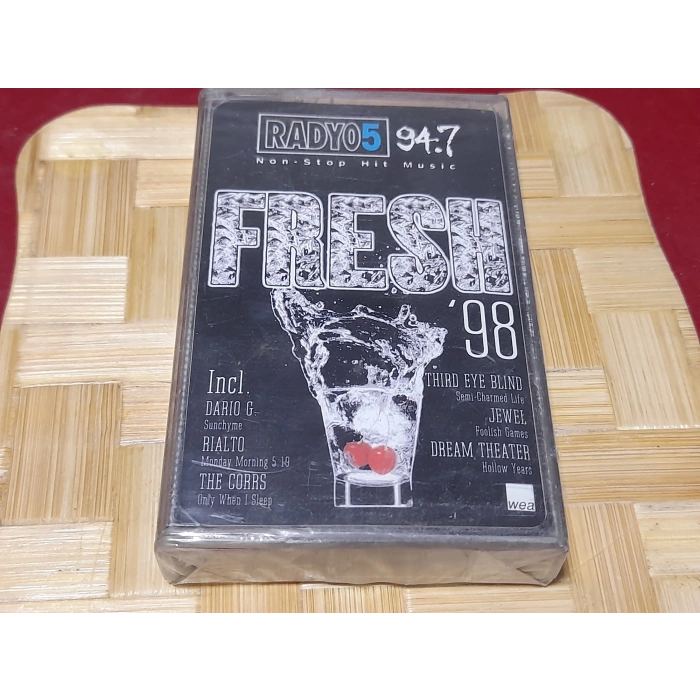 RADYO5 94.7
Non-Stop Hit Music
FRESH
'98
Incl.
DARIO G.
Sunchyme
RIALTO
Monday Morning 5.19
THE CORRS
Only When I Sleep
THIRD EYE BLIND
Semi-Charmed Life
JEWEL
Foolish Games
DREAM THEATER
Hollow Years
wea